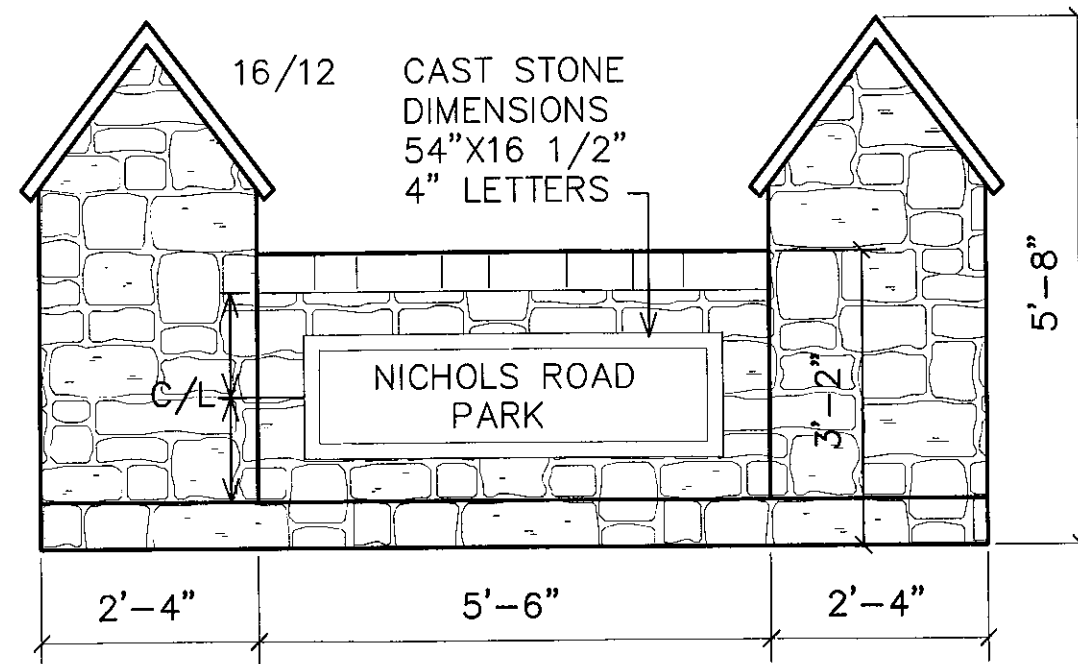 16/12
CAST STONE
DIMENSIONS
54"X16 1/2"
4" LETTERS
5'-8"
NICHOLS ROAD
PARK
C/L
3'-2"
2'-4"
5'-6"
2'-4"